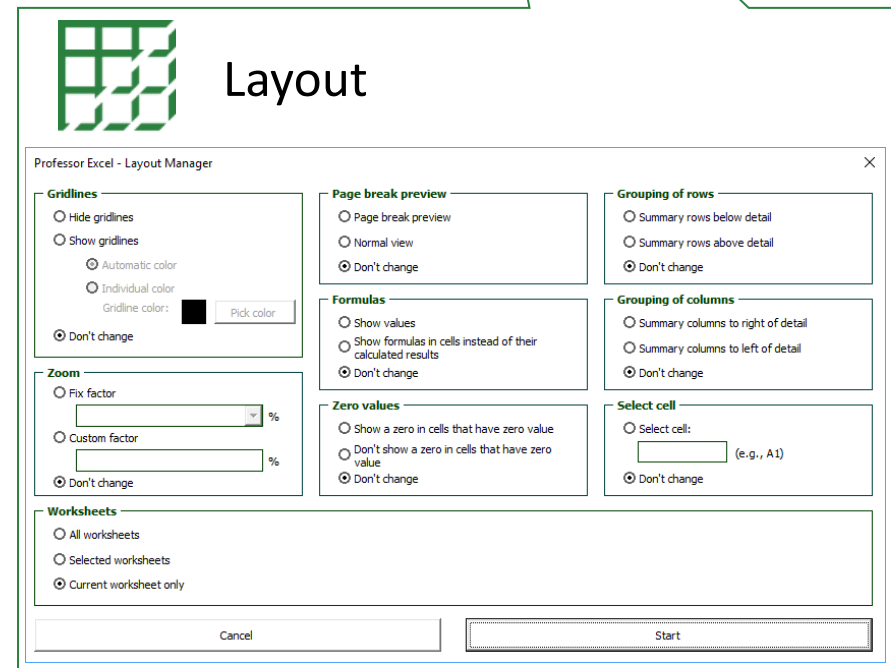 Layout
Professor Excel - Layout Manager
Gridlines
Hide gridlines
Show gridlines
Automatic color
Individual color
Gridline color:
Pick color
Don't change
Zoom
Fix factor
%
Custom factor
%
Don't change
Page break preview
Page break preview
Normal view
Don't change
Formulas
Show values
Show formulas in cells instead of their
calculated results
Don't change
Zero values
Show a zero in cells that have zero value
Don't show a zero in cells that have zero
value
Don't change
Grouping of rows
Summary rows below detail
Summary rows above detail
Don't change
Grouping of columns
Summary columns to right of detail
Summary columns to left of detail
Don't change
Select cell
Select cell:
(e.g., A1)
Don't change
Worksheets
All worksheets
Selected worksheets
Current worksheet only
Cancel
Start